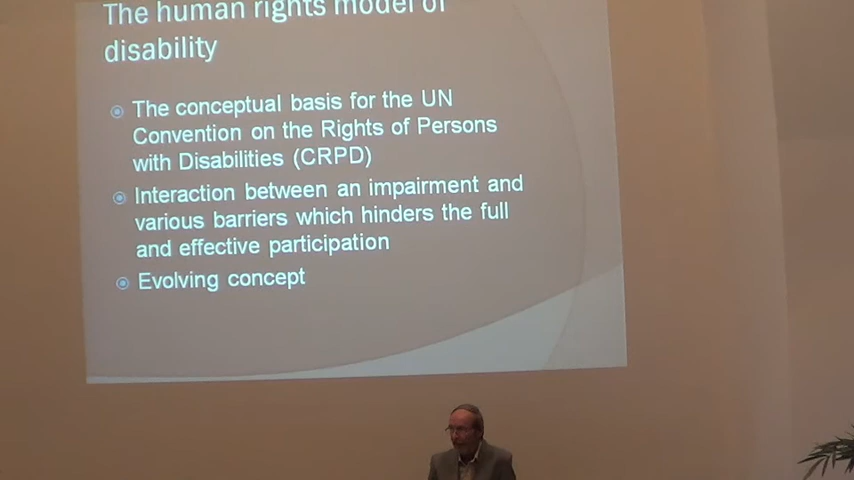 The human rights model of
disability
The conceptual basis for the UN
Convention on the Rights of Persons
with Disabilities (CRPD)
Interaction between an impairment and
various barriers which hinders the full
and effective participation
Evolving concept